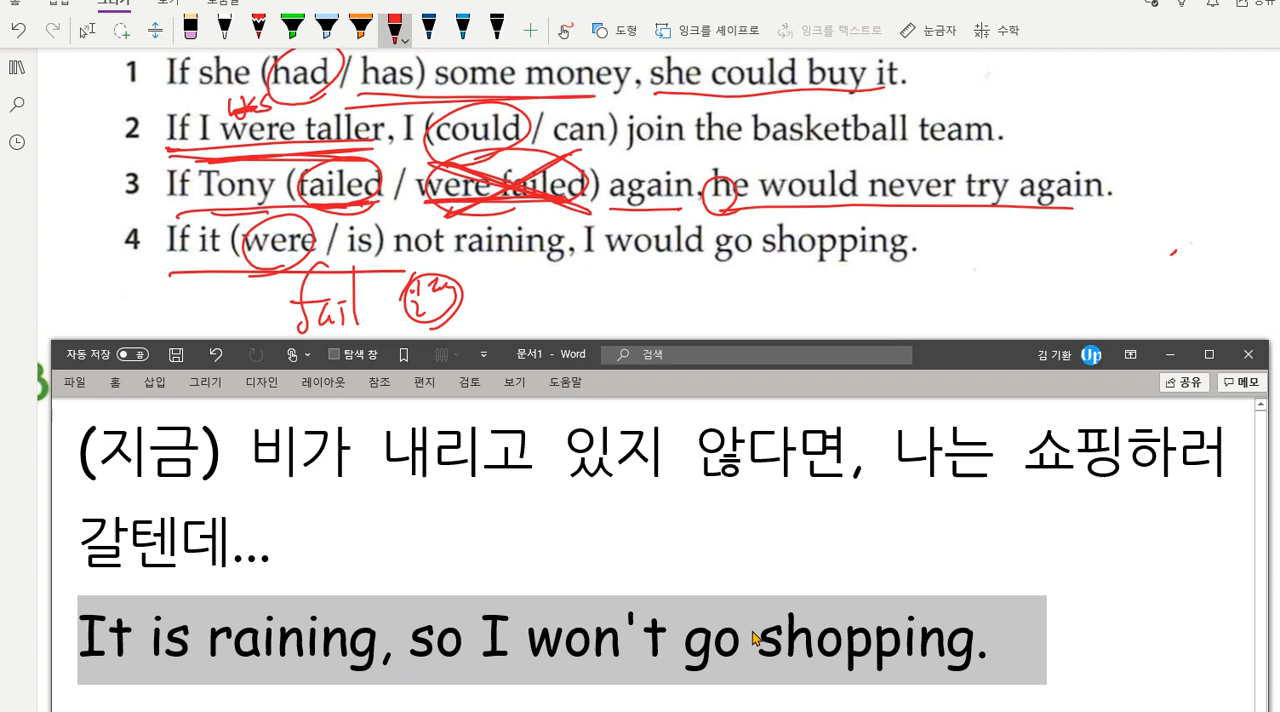 그리기
도형
잉크를 셰이프로
잉크를 텍스트로
눈금자
수학
1 If she (had / has) some money, she could buy it.
was
2 If I were taller, I (could / can) join the basketball team.
3 If Tony (failed / were failed) again, he would never try again.
4 If it (were / is) not raining, I would go shopping.
fail
자동 저장 끔 탐색 창 문서1 - Word 검색 김 기환 Up
파일 홈 삽입 그리기 디자인 레이아웃 참조 편지 검토 보기 도움말 공유 메모
(지금) 비가 내리고 있지 않다면, 나는 쇼핑하러
갈텐데...
It is raining, so I won't go shopping.